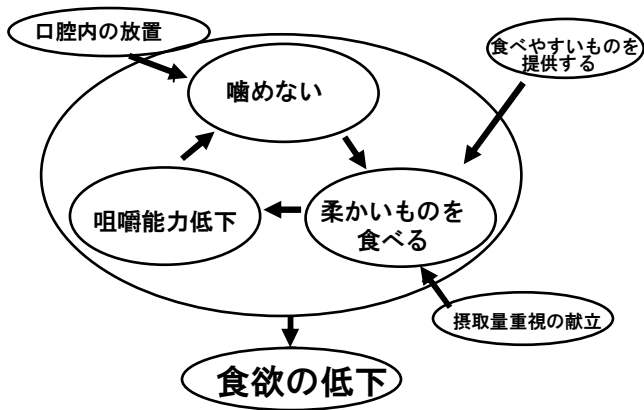 口腔内の放置
食べやすいものを
提供する
噛めない
咀嚼能力低下
柔かいものを
食べる
摂取量重視の献立
食欲の低下